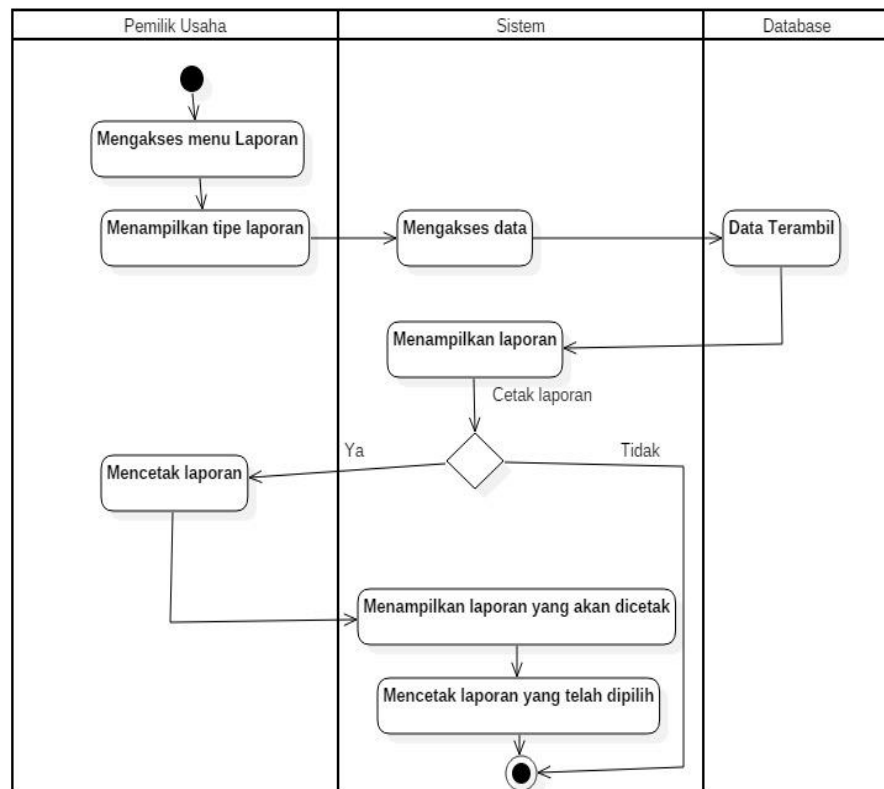 Pemilik Usaha
Sistem
Database
Mengakses menu Laporan
Menampilkan tipe laporan
Mengakses data
Data Terambil
Menampilkan laporan
Cetak laporan
Ya
Tidak
Mencetak laporan
Menampilkan laporan yang akan dicetak
Mencetak laporan yang telah dipilih